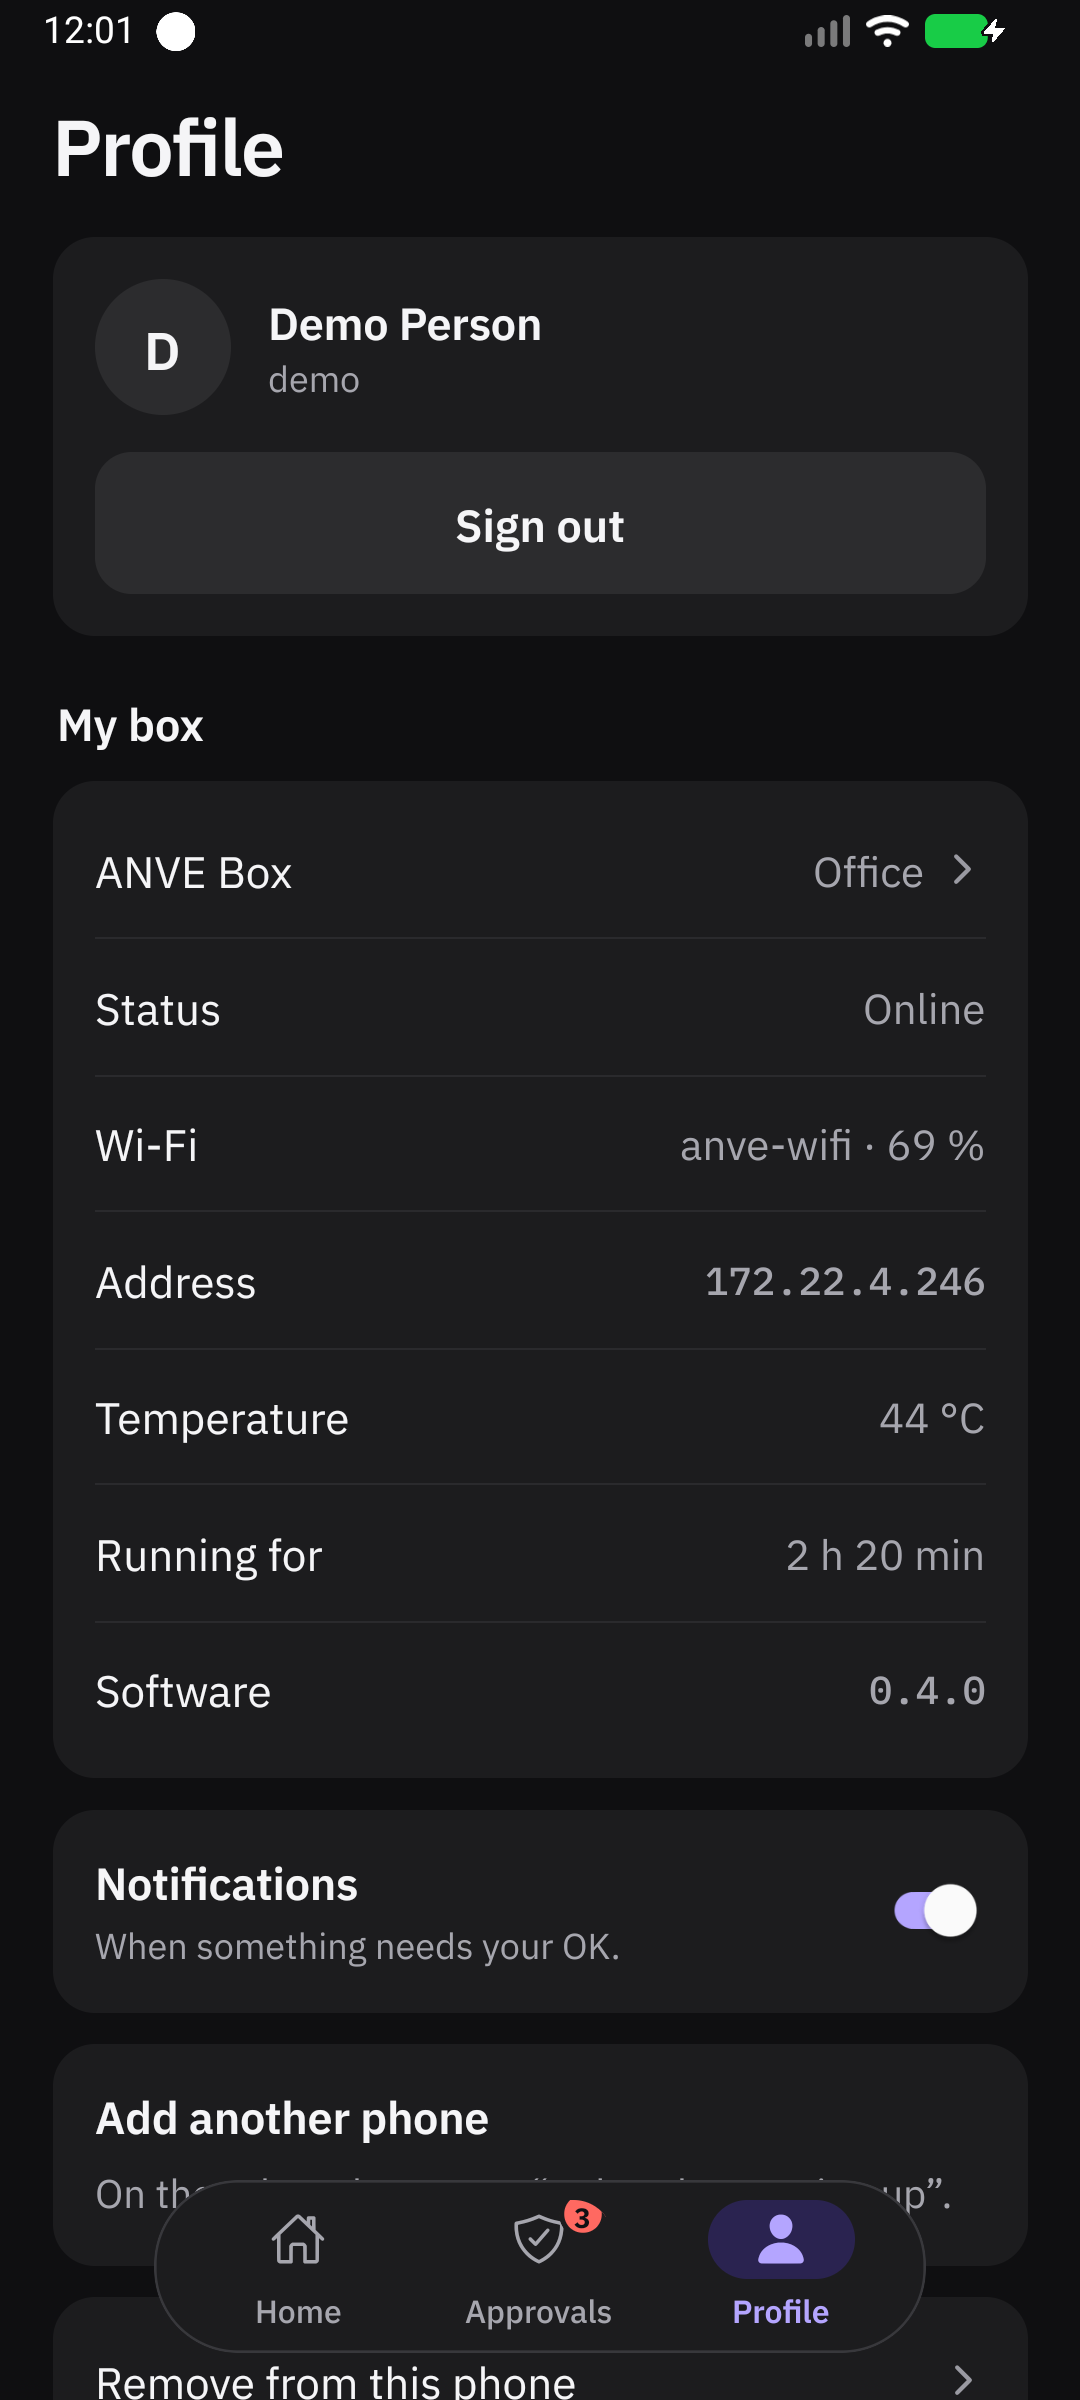 12:01
Profile
D
Demo Person
demo
Sign out
My box
ANVE Box Office
Status Online
Wi-Fi anve-wifi · 69 %
Address 172.22.4.246
Temperature 44 °C
Running for 2 h 20 min
Software 0.4.0
Notifications
When something needs your OK.
Add another phone
On up”.
3
Home Approvals Profile
Remove from this phone